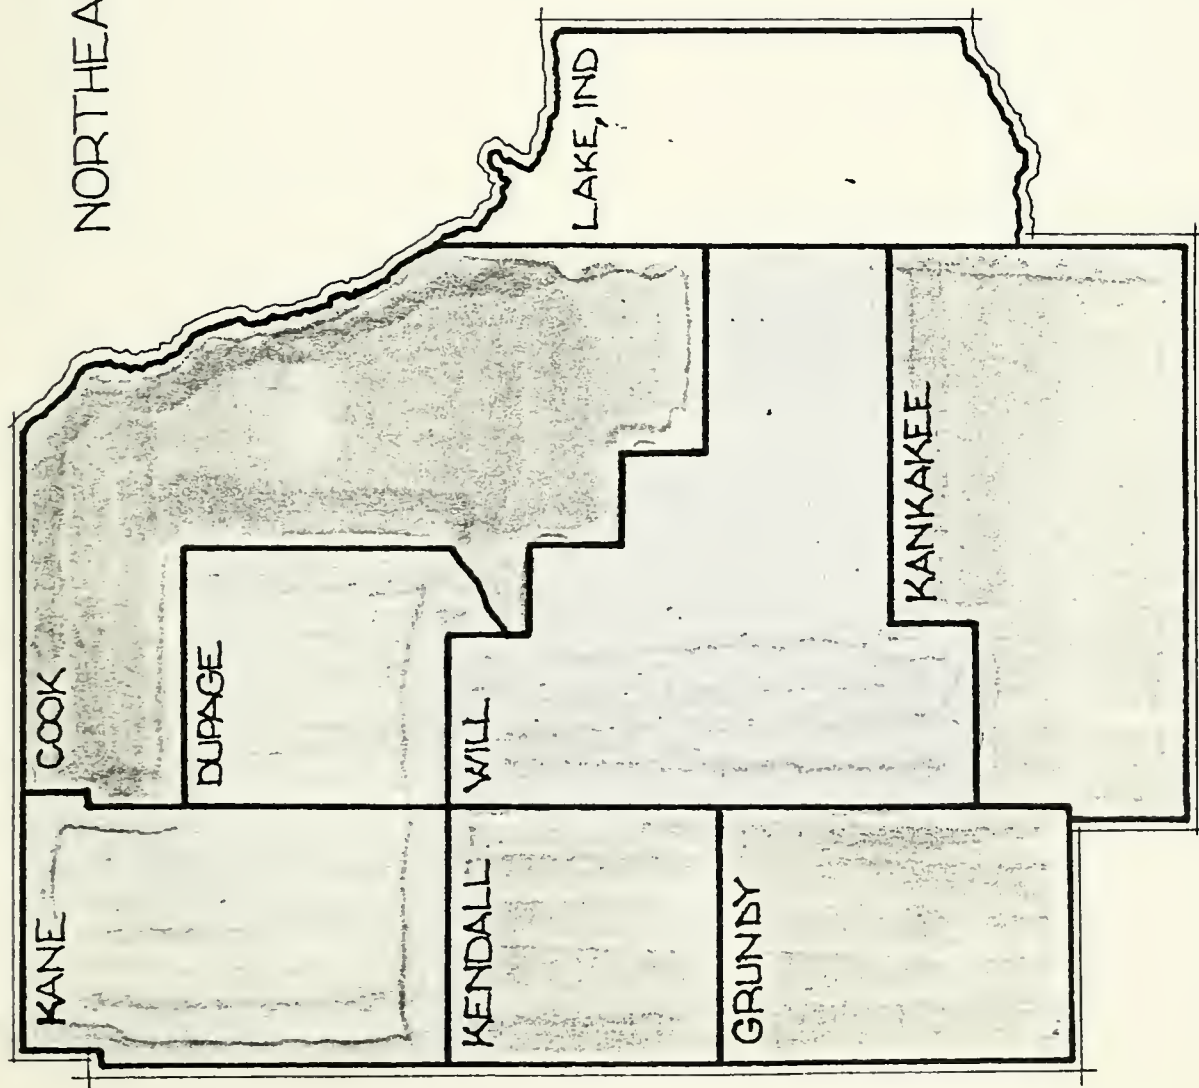 NORTHEA
COOK
KANE
DUPAGE
LAKE, IND
WILL
KENDALL
KANKAKEE
GRUNDY